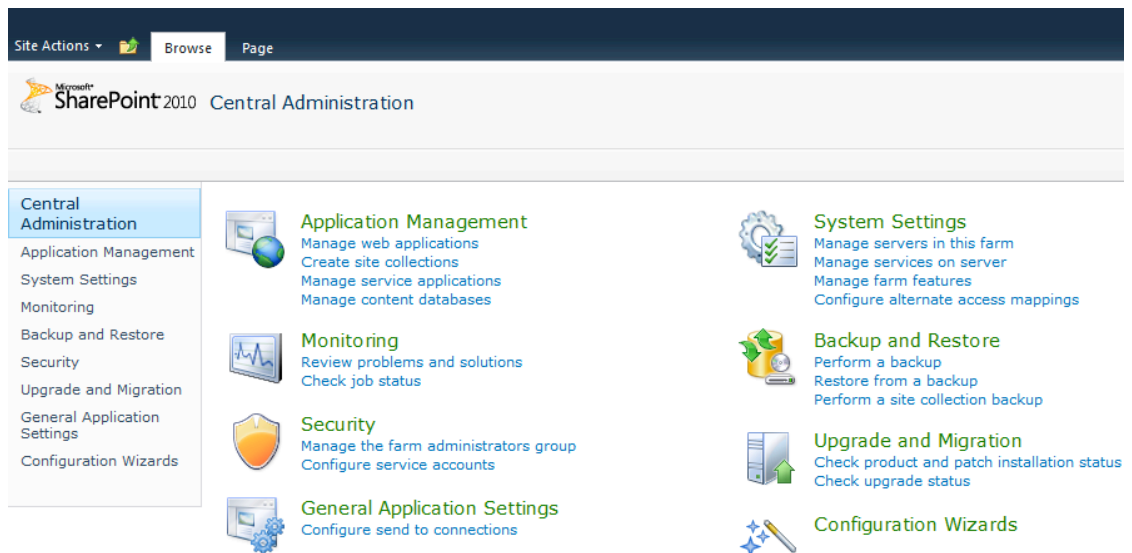 Site Actions
Browse
Page
Microsoft
SharePoint 2010 Central Administration
Central
Administration
Application Management
System Settings
Monitoring
Backup and Restore
Security
Upgrade and Migration
General Application
Settings
Configuration Wizards
Application Management
Manage web applications
Create site collections
Manage service applications
Manage content databases
Monitoring
Review problems and solutions
Check job status
Security
Manage the farm administrators group
Configure service accounts
General Application Settings
Configure send to connections
System Settings
Manage servers in this farm
Manage services on server
Manage farm features
Configure alternate access mappings
Backup and Restore
Perform a backup
Restore from a backup
Perform a site collection backup
Upgrade and Migration
Check product and patch installation status
Check upgrade status
Configuration Wizards